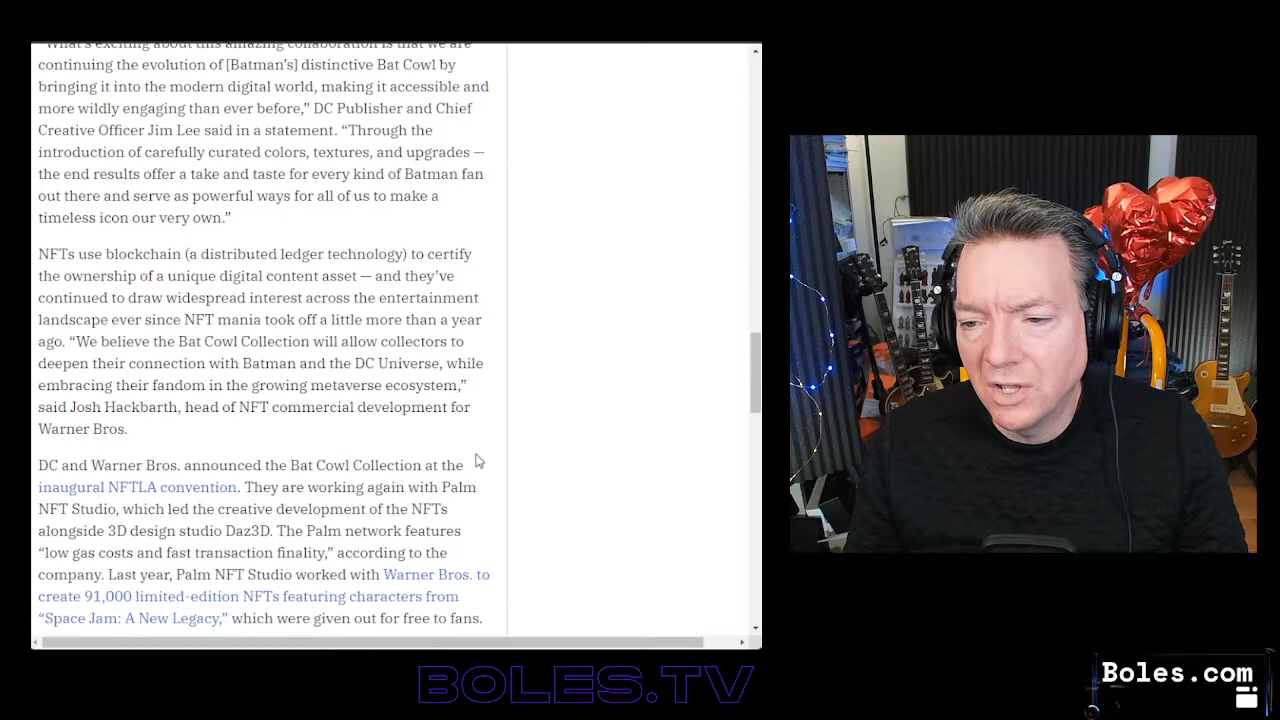 “What’s exciting about this amazing collaboration is that we are
continuing the evolution of [Batman’s] distinctive Bat Cowl by
bringing it into the modern digital world, making it accessible and
more wildly engaging than ever before,” DC Publisher and Chief
Creative Officer Jim Lee said in a statement. “Through the
introduction of carefully curated colors, textures, and upgrades —
the end results offer a take and taste for every kind of Batman fan
out there and serve as powerful ways for all of us to make a
timeless icon our very own.”
NFTs use blockchain (a distributed ledger technology) to certify
the ownership of a unique digital content asset — and they’ve
continued to draw widespread interest across the entertainment
landscape ever since NFT mania took off a little more than a year
ago. “We believe the Bat Cowl Collection will allow collectors to
deepen their connection with Batman and the DC Universe, while
embracing their fandom in the growing metaverse ecosystem,”
said Josh Hackbarth, head of NFT commercial development for
Warner Bros.
DC and Warner Bros. announced the Bat Cowl Collection at the
inaugural NFTLA convention. They are working again with Palm
NFT Studio, which led the creative development of the NFTs
alongside 3D design studio Daz3D. The Palm network features
“low gas costs and fast transaction finality,” according to the
company. Last year, Palm NFT Studio worked with Warner Bros. to
create 91,000 limited-edition NFTs featuring characters from
“Space Jam: A New Legacy,” which were given out for free to fans.
BOLES.TV
Boles.com